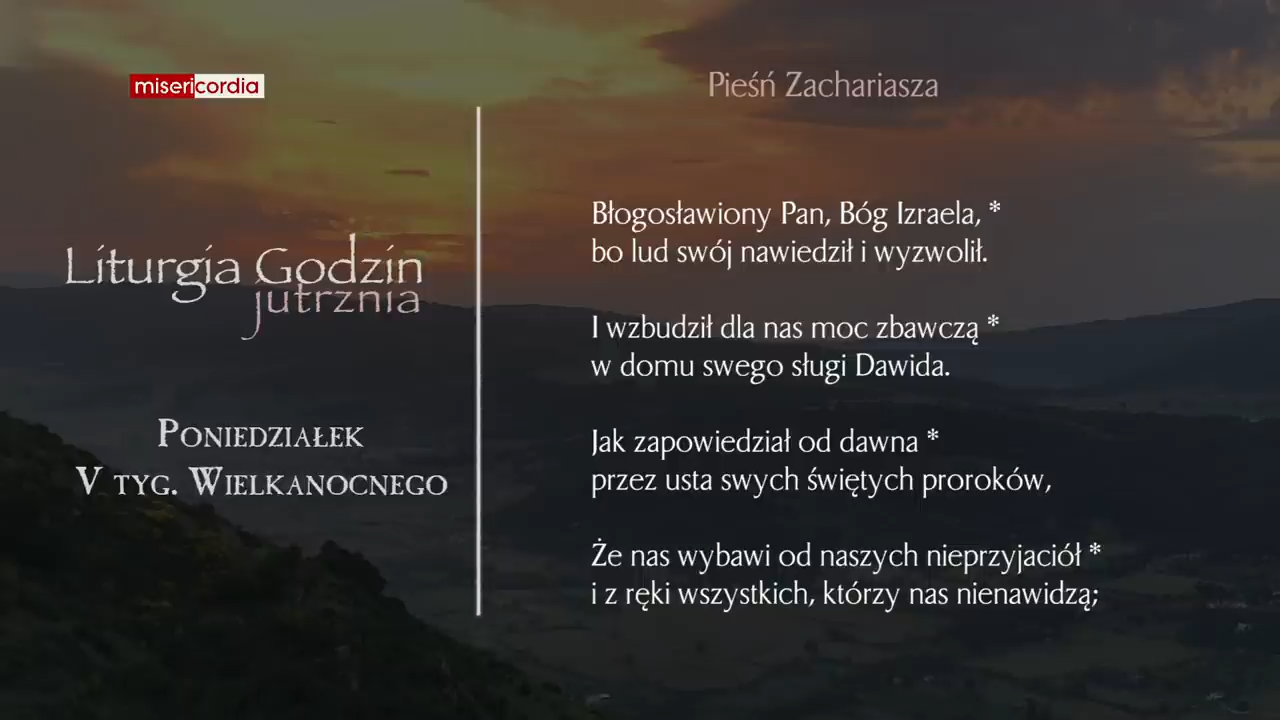 misericordia
Liturgia Godzin
jutrznia
Poniedziałek
V tyg. Wielkanocnego
Pieśń Zachariasza
Błogosławiony Pan, Bóg Izraela, *
bo lud swój nawiedził i wyzwolił.
I wzbudził dla nas moc zbawczą *
w domu swego sługi Dawida.
Jak zapowiedział od dawna *
przez usta swych świętych proroków,
Że nas wybawi od naszych nieprzyjaciół *
i z ręki wszystkich, którzy nas nienawidzą;